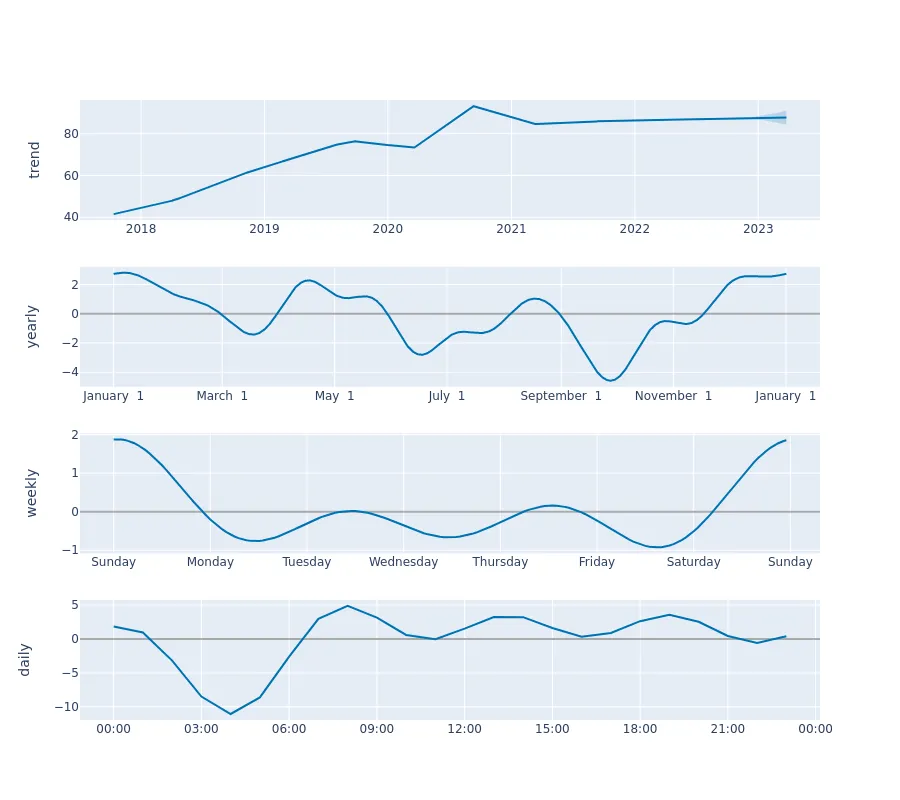 trend
80
60
40
2018 2019 2020 2021 2022 2023
yearly
2
0
−2
−4
January 1 March 1 May 1 July 1 September 1 November 1 January 1
weekly
2
1
0
−1
Sunday Monday Tuesday Wednesday Thursday Friday Saturday Sunday
daily
5
0
−5
−10
00:00 03:00 06:00 09:00 12:00 15:00 18:00 21:00 00:00